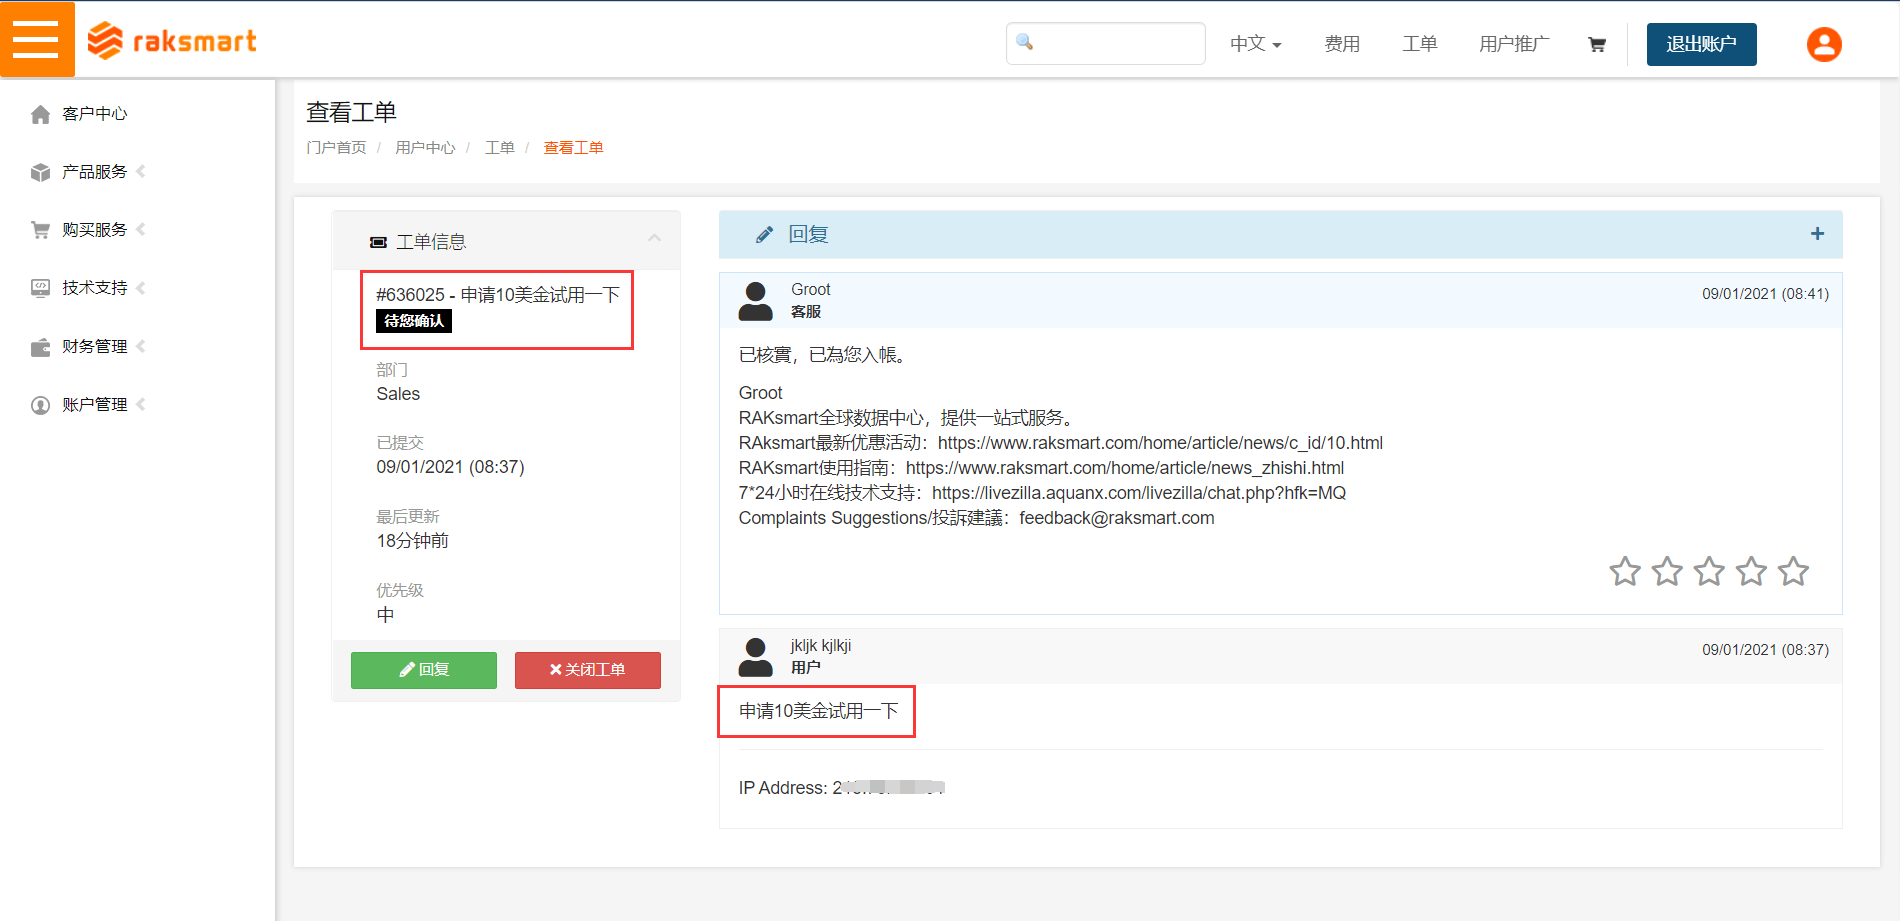 raksmart
中文
费用
工单
用户推广
退出账户
客户中心
产品服务
购买服务
技术支持
财务管理
账户管理
查看工单
门户首页 / 用户中心 / 工单 / 查看工单
工单信息
#636025 - 申请10美金试用一下
待您确认
部门
Sales
已提交
09/01/2021 (08:37)
最后更新
18分钟前
优先级
中
回复
关闭工单
回复
Groot
客服
09/01/2021 (08:41)
已核實，已為您入帳。
Groot
RAKsmart全球数据中心，提供一站式服务。
RAksmart最新优惠活动：https://www.raksmart.com/home/article/news/c_id/10.html
RAKsmart使用指南：https://www.raksmart.com/home/article/news_zhishi.html
7*24小时在线技术支持：https://livezilla.aquanx.com/livezilla/chat.php?hfk=MQ
Complaints Suggestions/投訴建議：feedback@raksmart.com
jkljk kjlkji
用户
09/01/2021 (08:37)
申请10美金试用一下
IP Address: